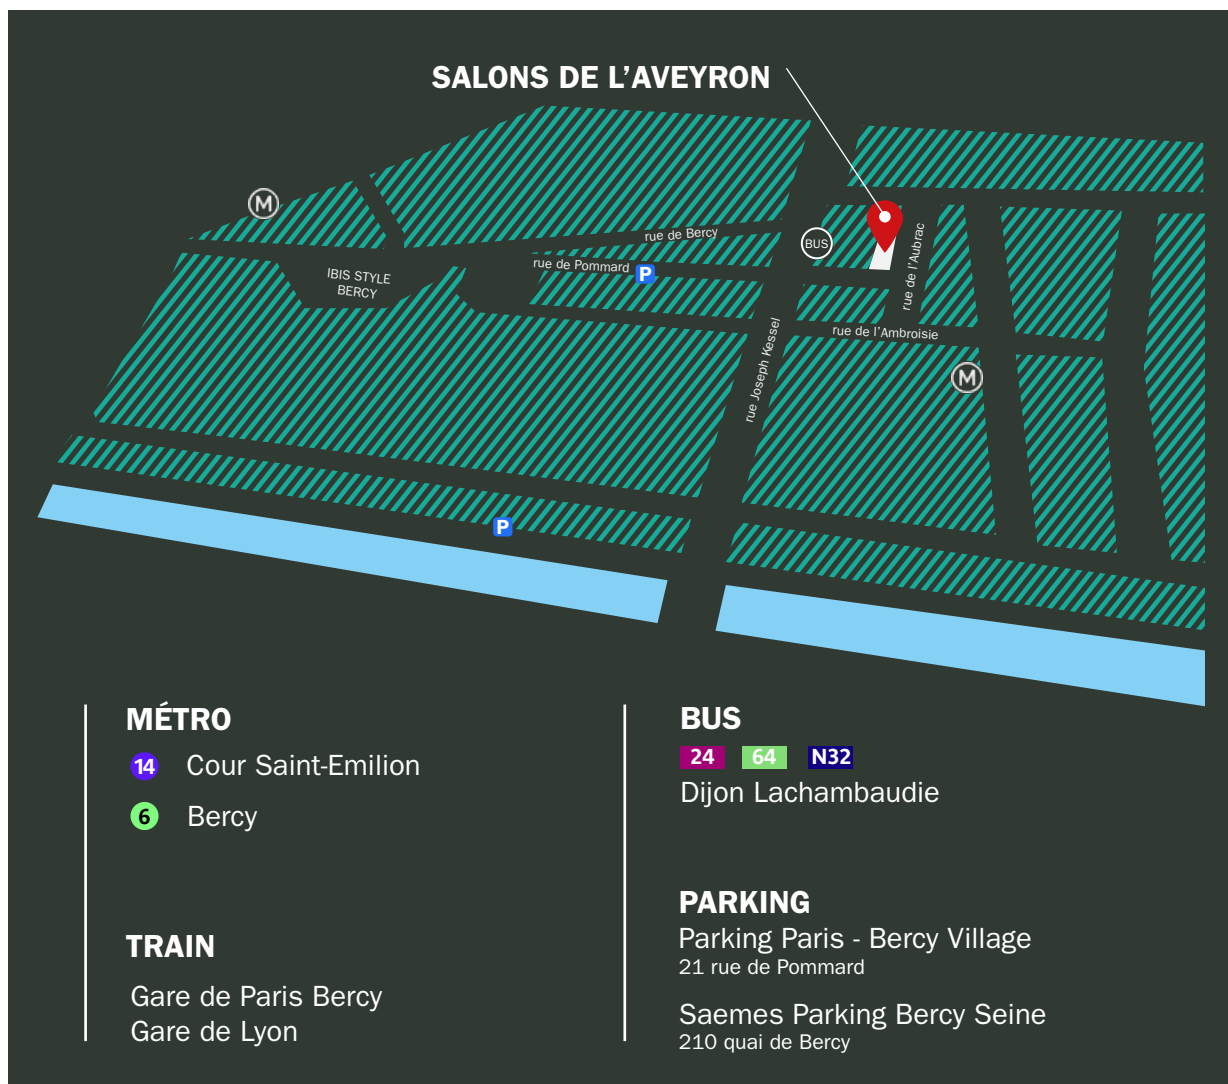 SALONS DE L’AVEYRON
M
rue de Bercy
BUS
rue de l’Aubrac
IBIS STYLE
BERCY
rue de Pommard
P
rue de l’Ambroisie
rue Joseph Kessel
M
P
MÉTRO
14 Cour Saint-Emilion
6 Bercy
TRAIN
Gare de Paris Bercy
Gare de Lyon
BUS
24 64 N32
Dijon Lachambaudie
PARKING
Parking Paris - Bercy Village
21 rue de Pommard
Saemes Parking Bercy Seine
210 quai de Bercy